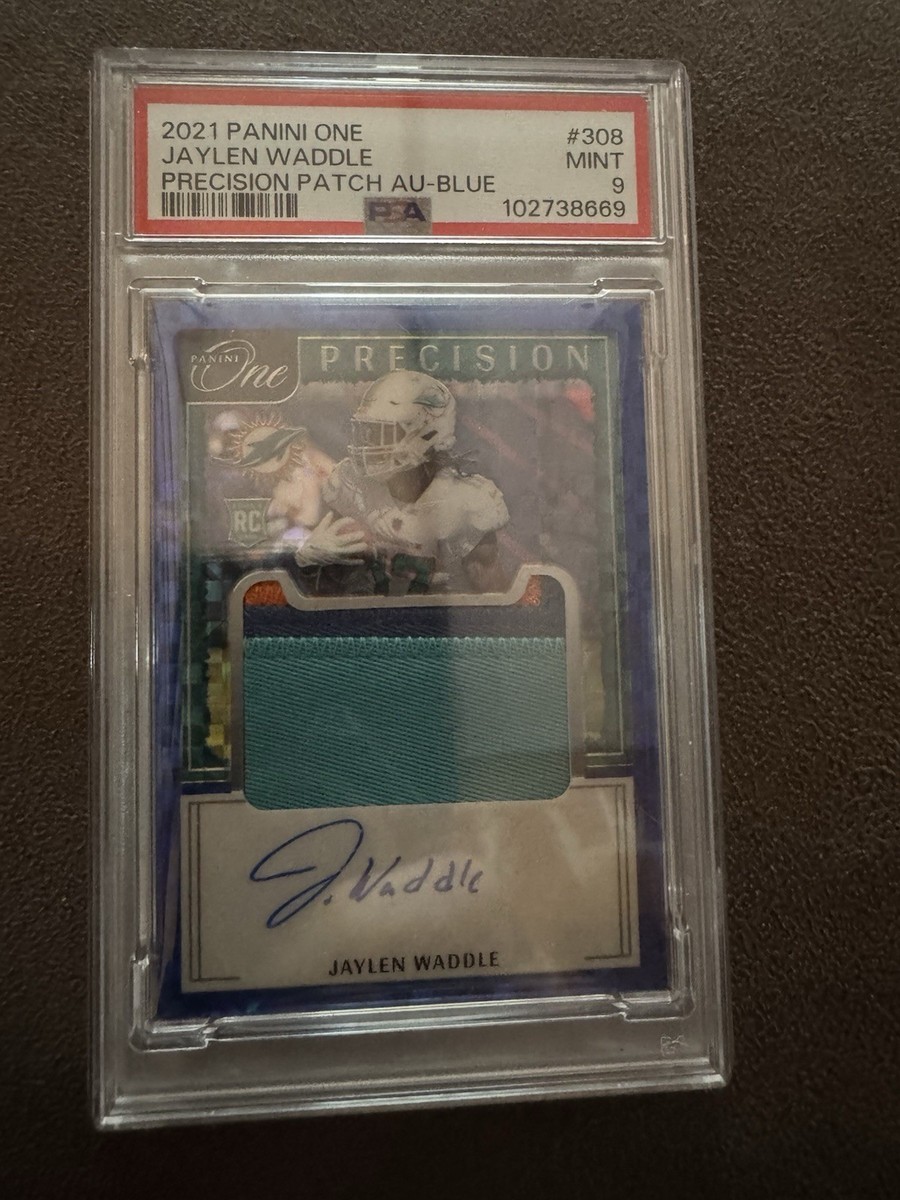 2021 PANINI ONE #308
JAYLEN WADDLE MINT
PRECISION PATCH AU-BLUE 9
PSA 102738669
PANINI One PRECISION
RC
17
J. Waddle
JAYLEN WADDLE